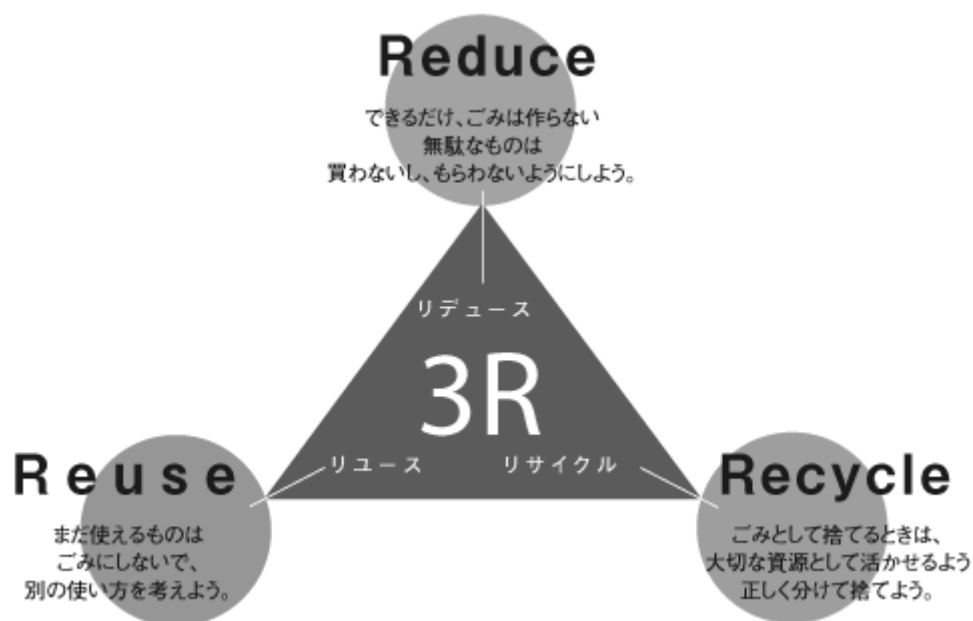 Reduce
できるだけ、ごみは作らない
無駄なものは
買わないし、もらわないようにしよう。
リデュース
3R
リユース
リサイクル
Reuse
まだ使えるものは
ごみにしないで、
別の使い方を考えよう。
Recycle
ごみとして捨てるときは、
大切な資源として活かせるよう
正しく分けて捨てよう。